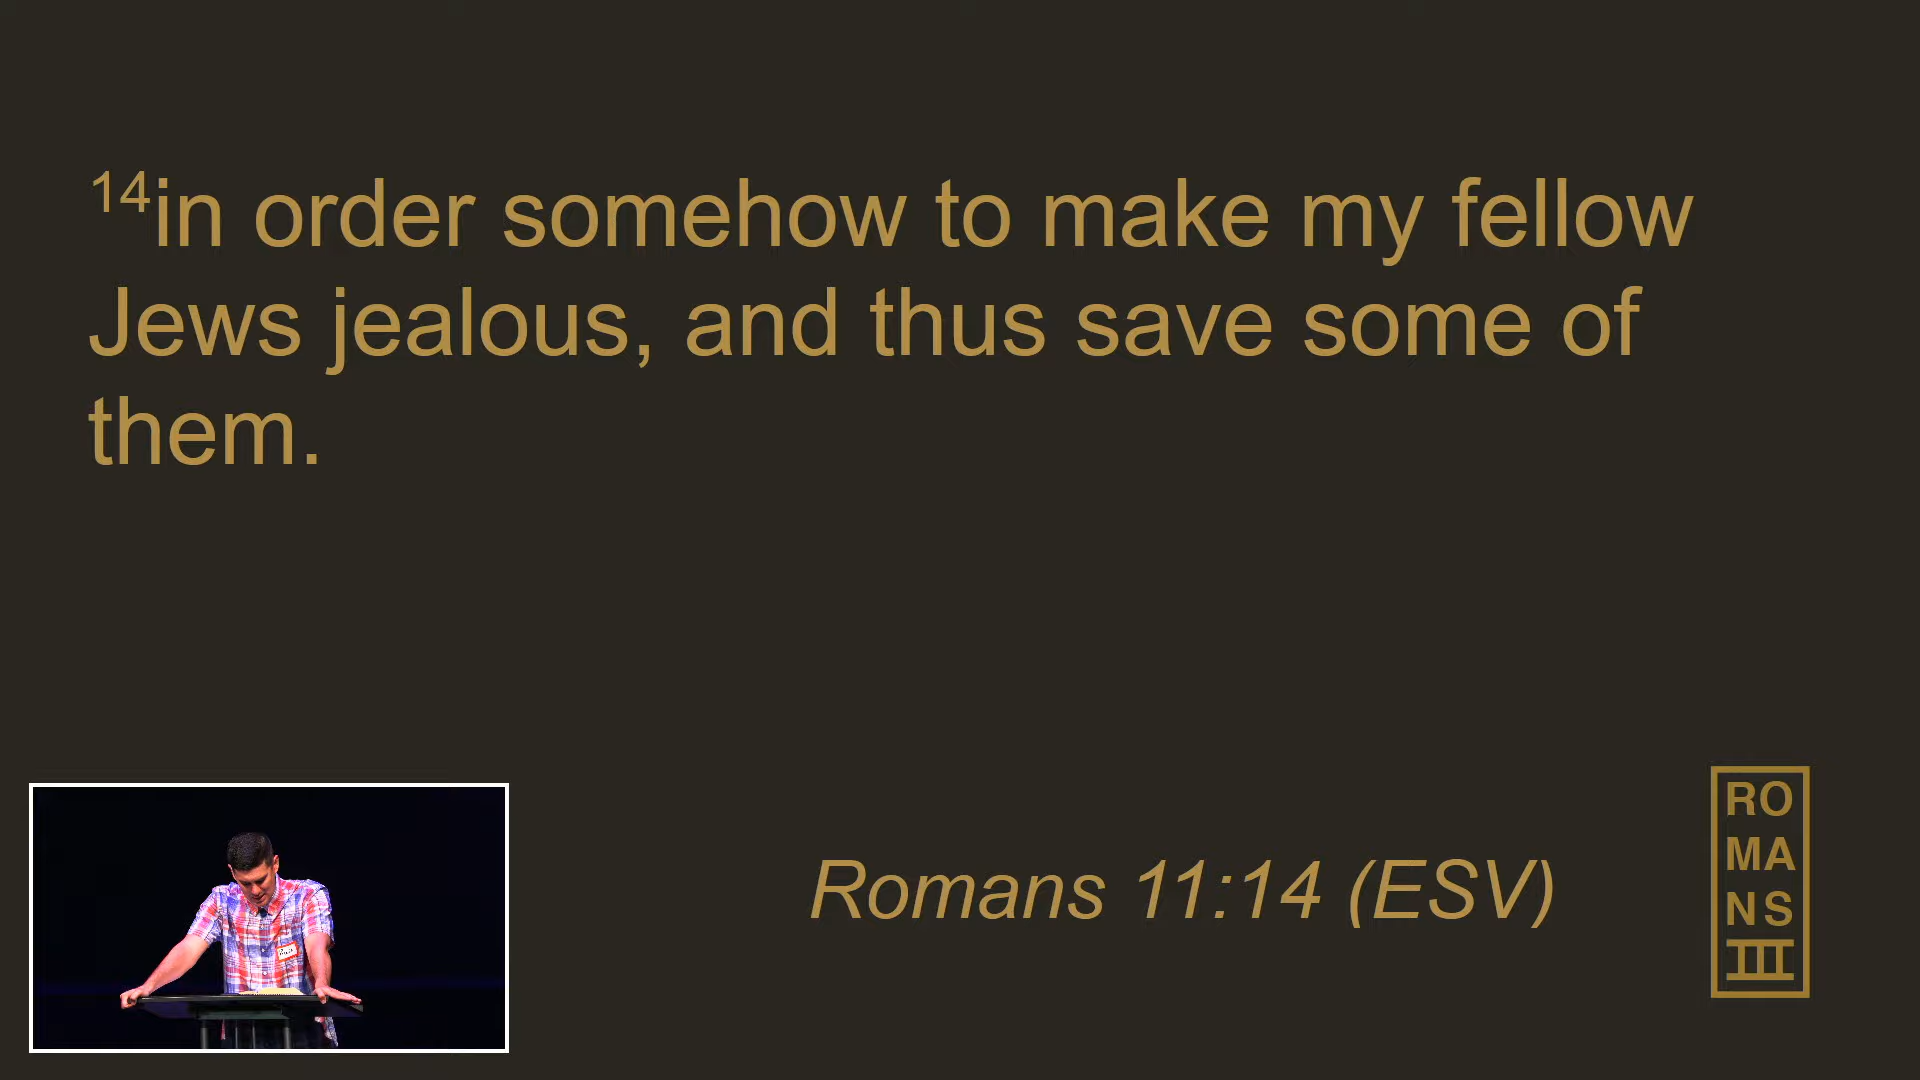 14in order somehow to make my fellow
Jews jealous, and thus save some of
them.
Romans 11:14 (ESV)
RO
MA
NS
III